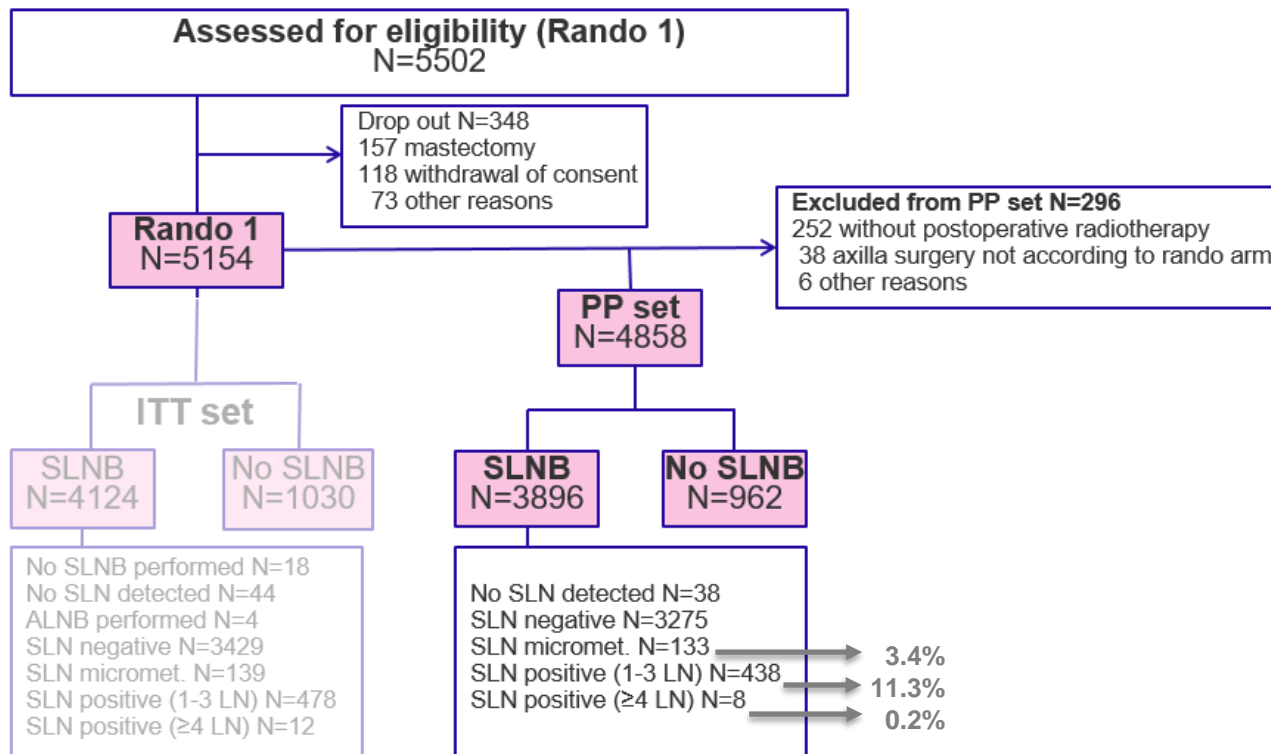 Assessed for eligibility (Rando 1)
N=5502
Drop out N=348
157 mastectomy
118 withdrawal of consent
73 other reasons
Rando 1
N=5154
Excluded from PP set N=296
252 without postoperative radiotherapy
38 axilla surgery not according to rando arm
6 other reasons
PP set
N=4858
ITT set
SLNB
N=4124
No SLNB
N=1030
SLNB
N=3896
No SLNB
N=962
No SLNB performed N=18
No SLN detected N=44
ALNB performed N=4
SLN negative N=3429
SLN micromet. N=139
SLN positive (1-3 LN) N=478
SLN positive (≥4 LN) N=12
No SLN detected N=38
SLN negative N=3275
SLN micromet. N=133
SLN positive (1-3 LN) N=438
SLN positive (≥4 LN) N=8
3.4%
11.3%
0.2%